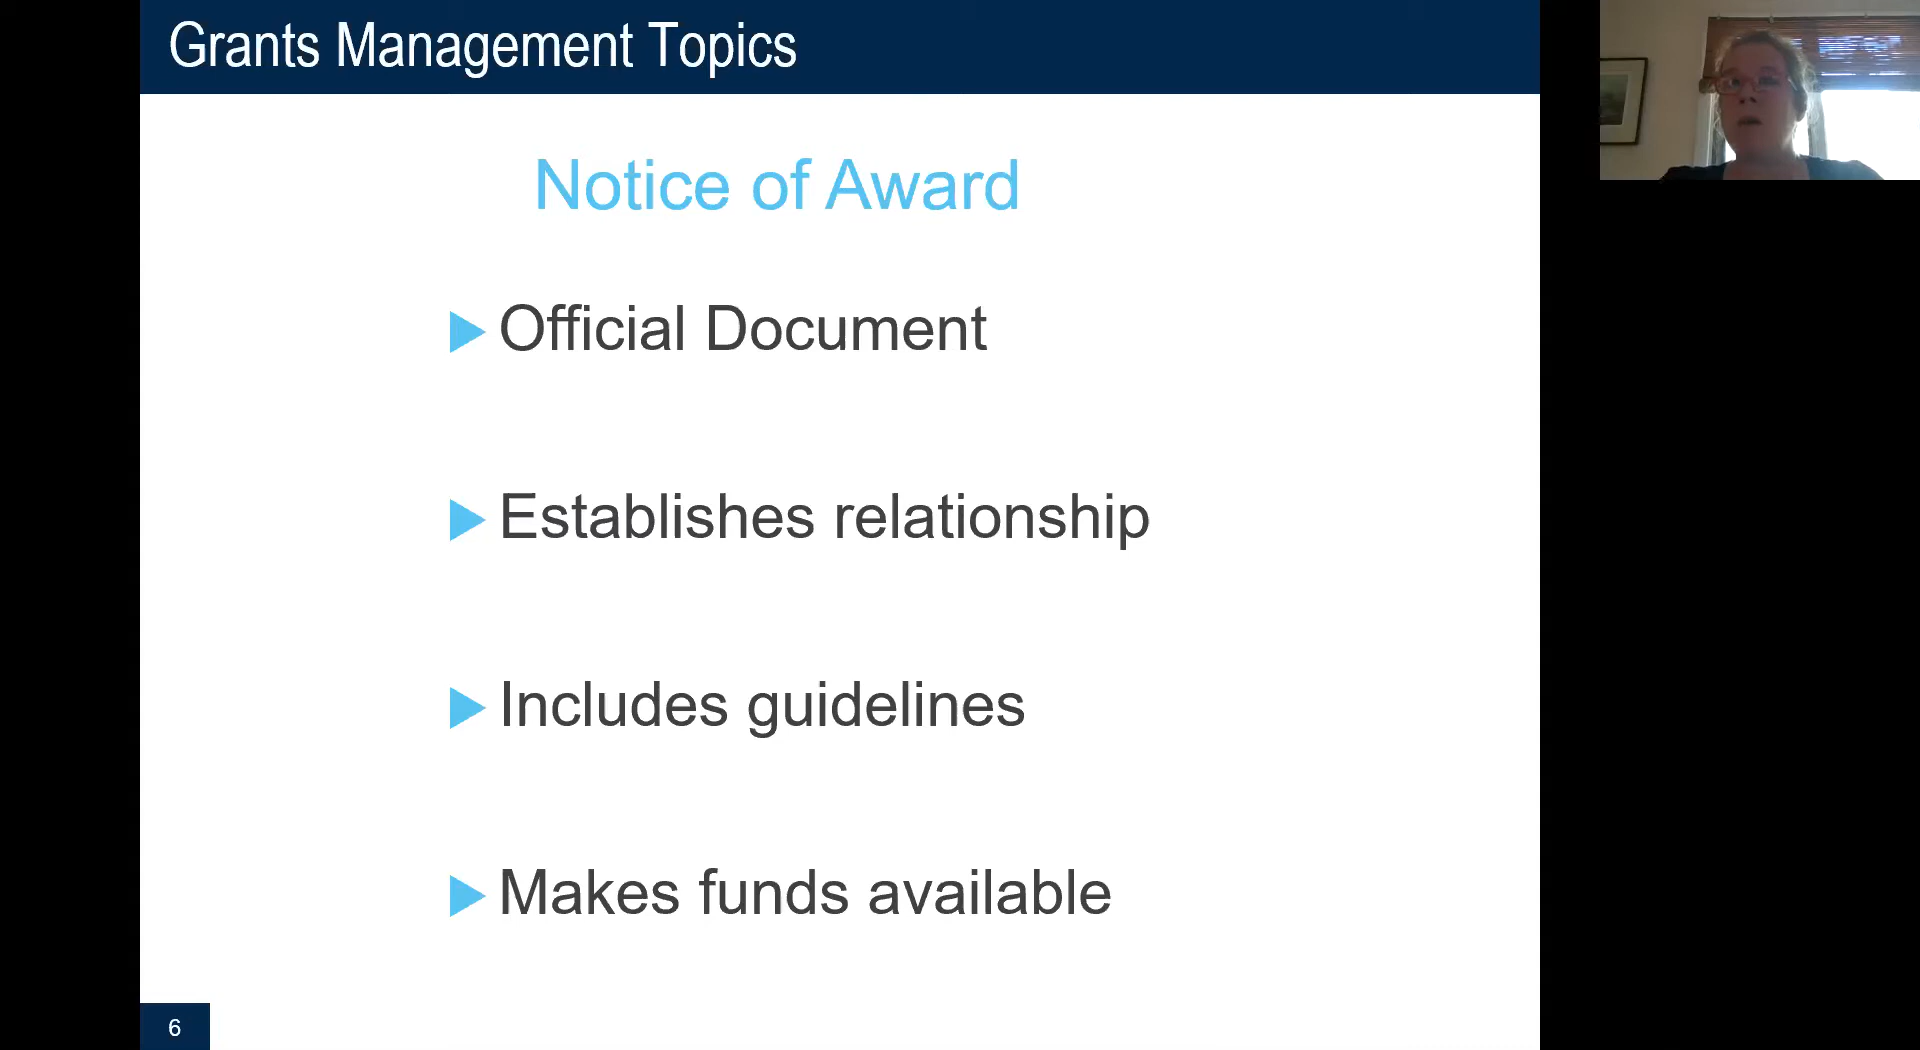 Grants Management Topics
Notice of Award
Official Document
Establishes relationship
Includes guidelines
Makes funds available
6